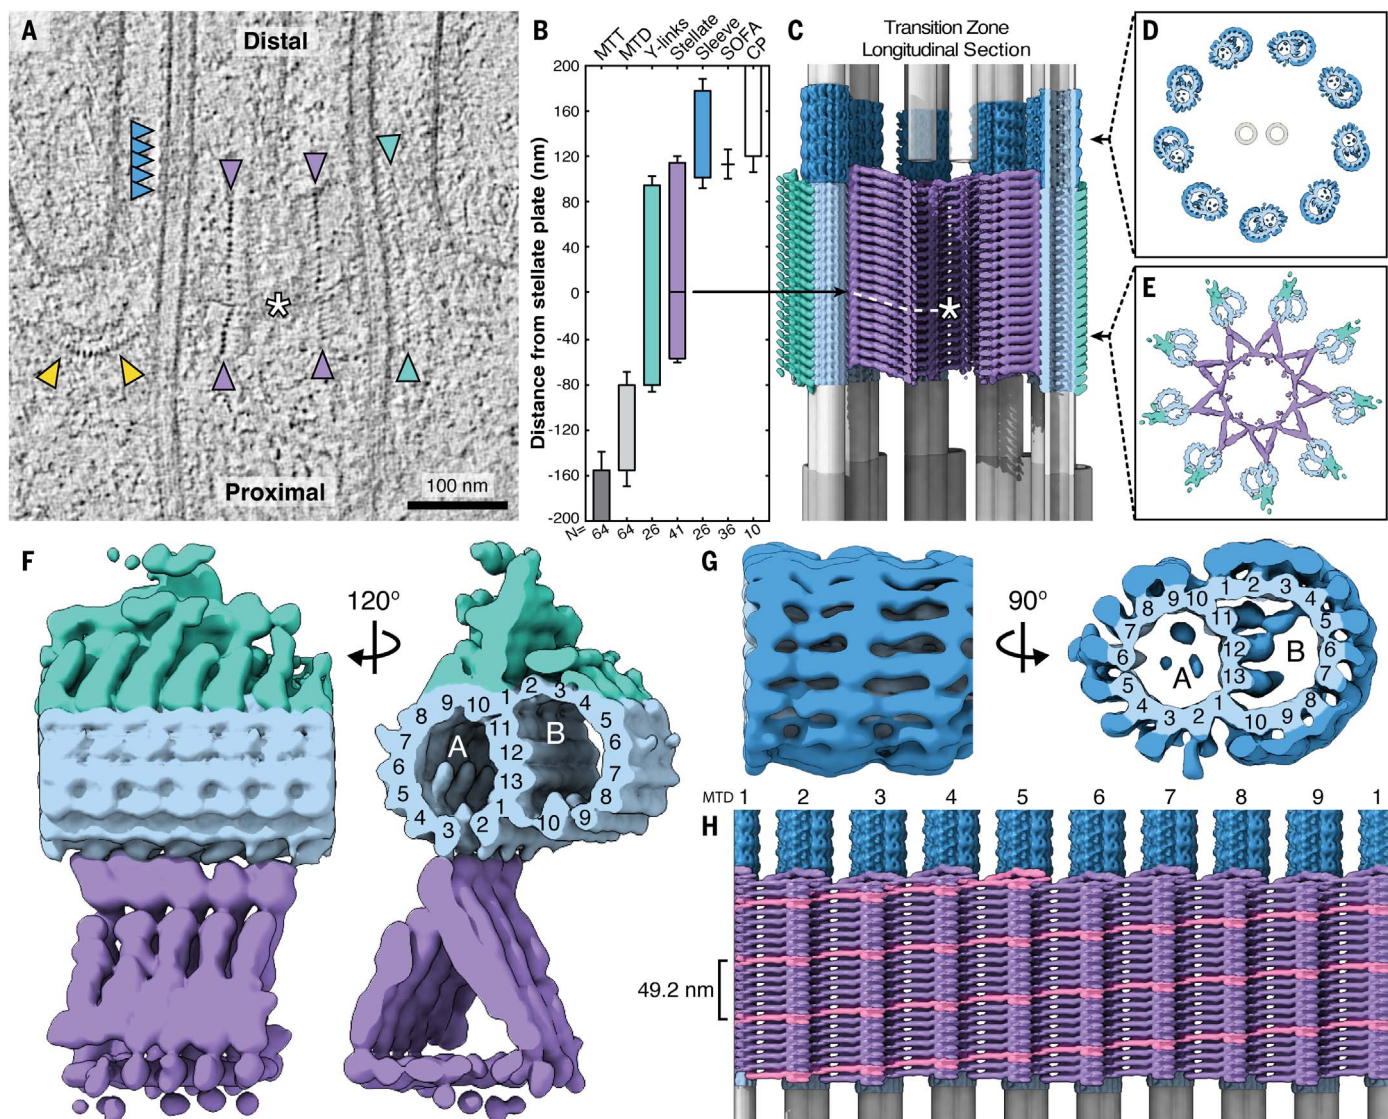 A
Distal
*
Proximal
100 nm
B
MTT
MTD
Y-links
Stellate
Sleeve
SOFA
CP
Distance from stellate plate (nm)
200
160
120
80
40
0
-40
-80
-120
-160
-200
N= 64 64 26 41 26 36 10
C
Transition Zone
Longitudinal Section
*
D
E
F
120°
8 9 10 1 2 3 4
7 11 5
6 A 12 B 6
5 13 7
4 3 2 1 10 9 8
G
90°
8 9 10 1 2 3 4
7 11 5
6 A 12 B 6
5 13 7
4 3 2 1 10 9 8
MTD 1 2 3 4 5 6 7 8 9 1
H
49.2 nm